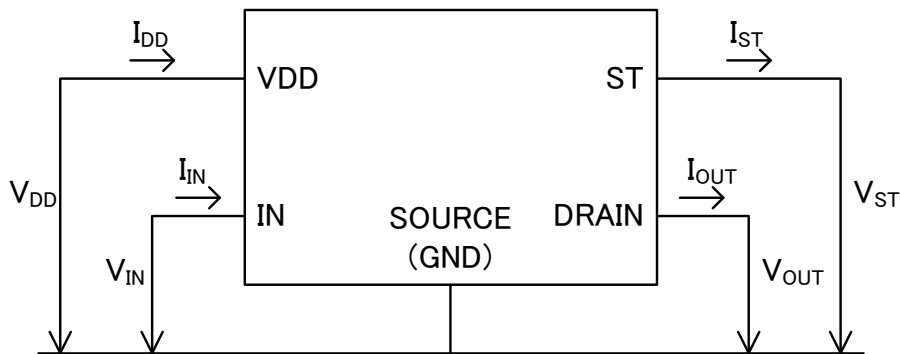 I_DD
I_ST
VDD
ST
I_IN
I_OUT
V_DD
V_ST
IN
SOURCE
DRAIN
(GND)
V_IN
V_OUT